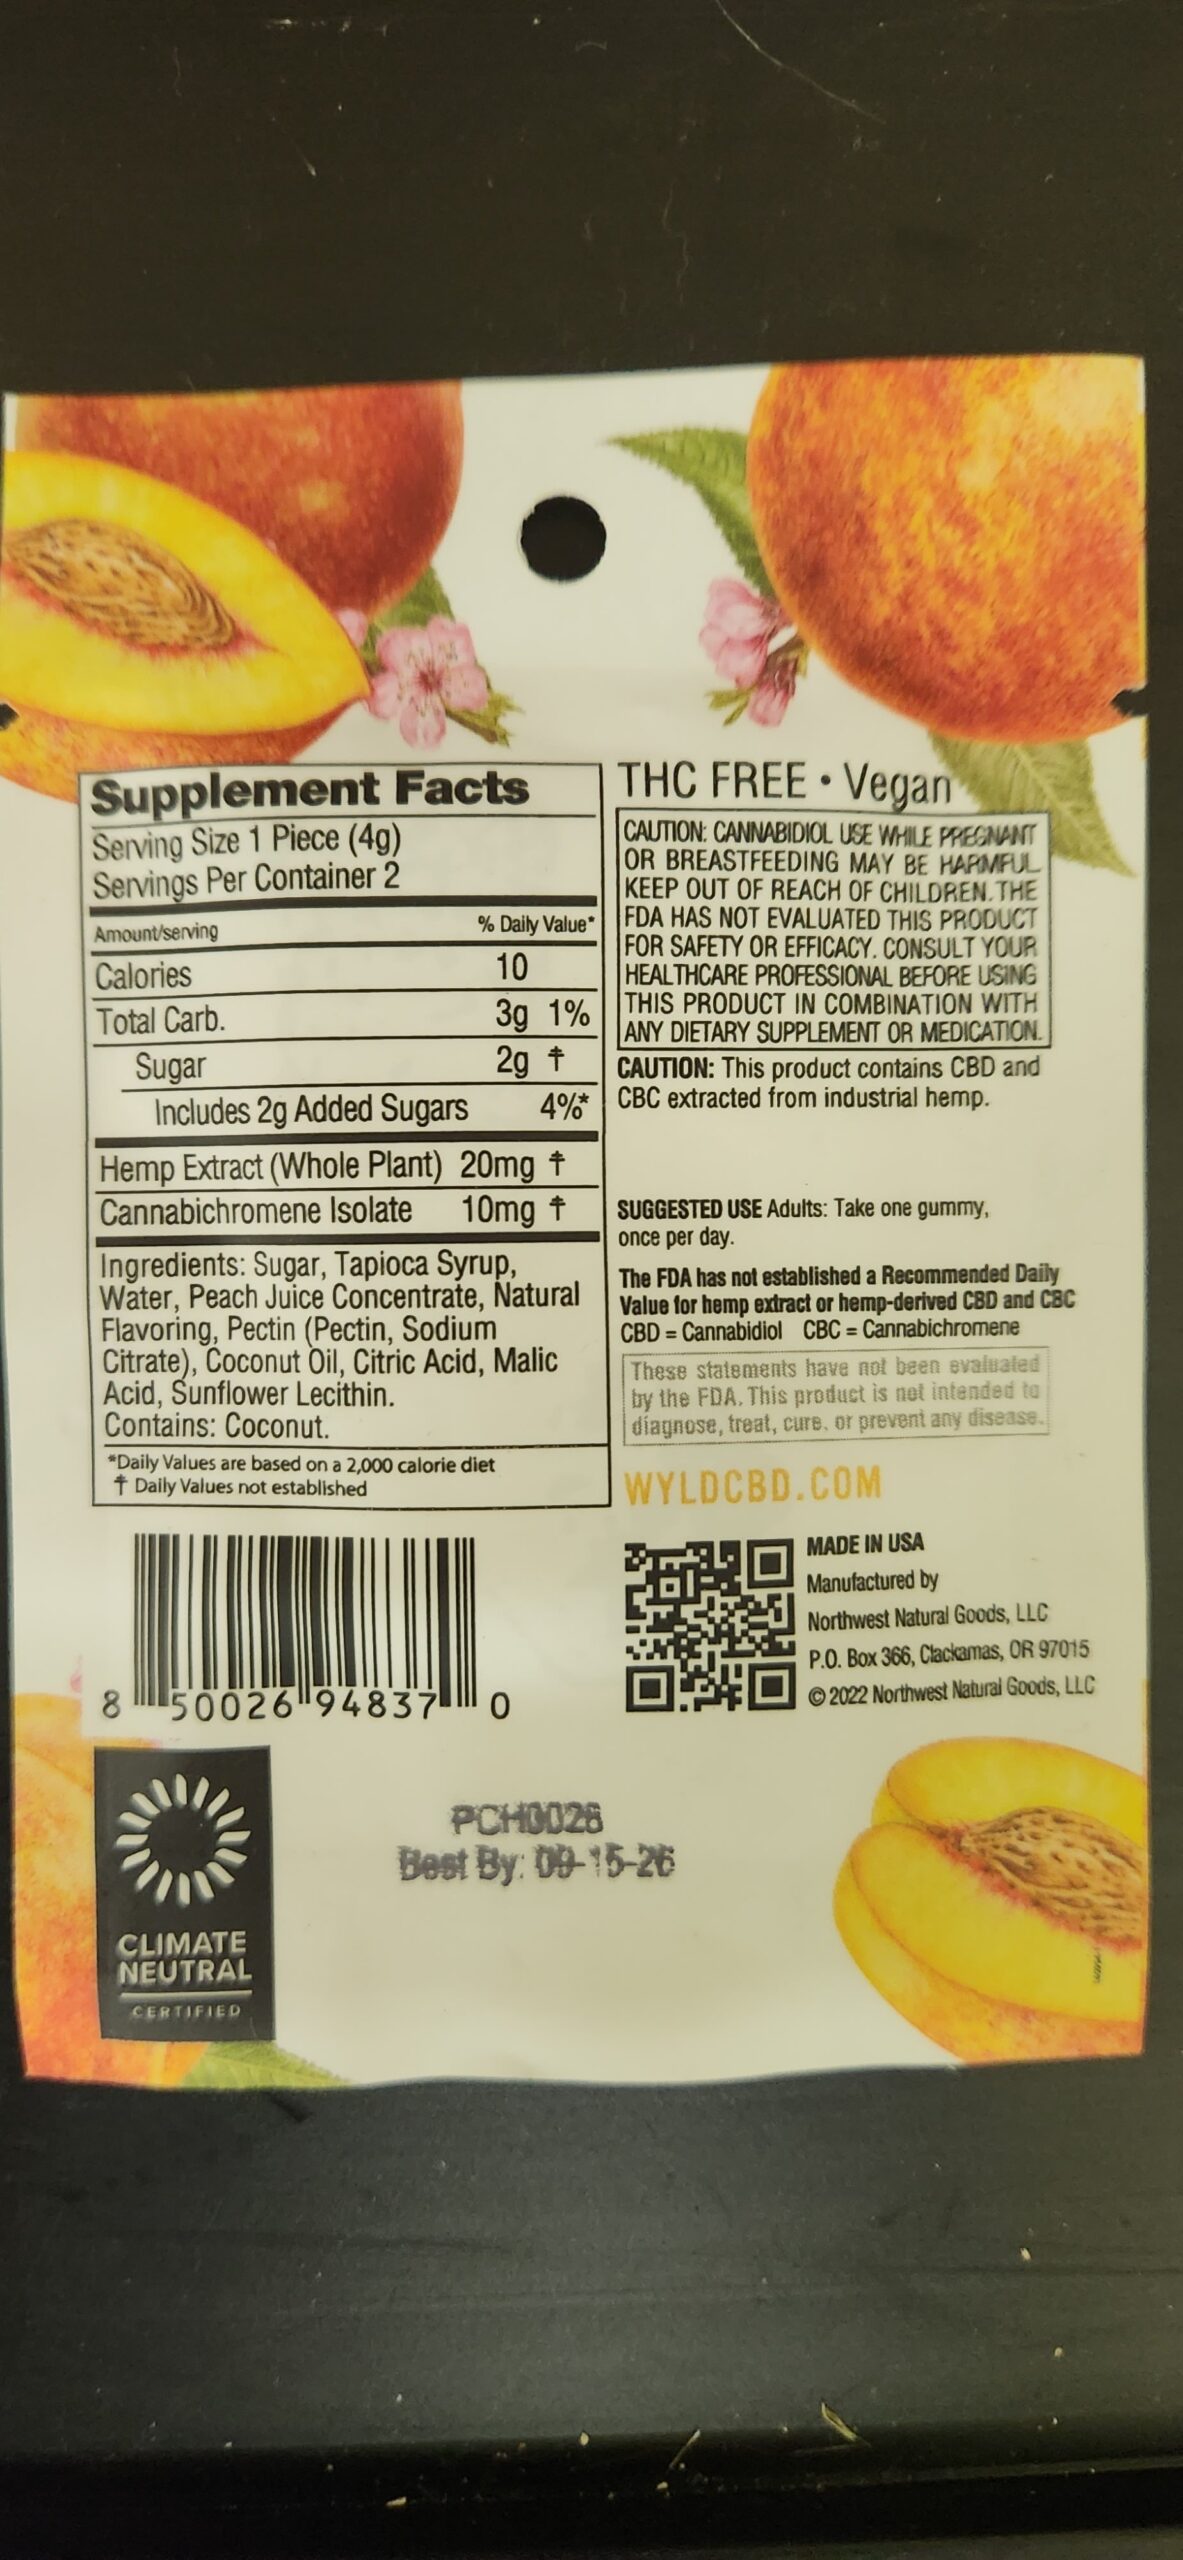 Supplement Facts
Serving Size 1 Piece (4g)
Servings Per Container 2
Amount/serving % Daily Value*
Calories 10
Total Carb. 3g 1%
Sugar 2g †
Includes 2g Added Sugars 4%*
Hemp Extract (Whole Plant) 20mg †
Cannabichromene Isolate 10mg †
Ingredients: Sugar, Tapioca Syrup,
Water, Peach Juice Concentrate, Natural
Flavoring, Pectin (Pectin, Sodium
Citrate), Coconut Oil, Citric Acid, Malic
Acid, Sunflower Lecithin.
Contains: Coconut.
*Daily Values are based on a 2,000 calorie diet
† Daily Values not established
THC FREE • Vegan
CAUTION: CANNABIDIOL USE WHILE PREGNANT
OR BREASTFEEDING MAY BE HARMFUL.
KEEP OUT OF REACH OF CHILDREN. THE
FDA HAS NOT EVALUATED THIS PRODUCT
FOR SAFETY OR EFFICACY. CONSULT YOUR
HEALTHCARE PROFESSIONAL BEFORE USING
THIS PRODUCT IN COMBINATION WITH
ANY DIETARY SUPPLEMENT OR MEDICATION.
CAUTION: This product contains CBD and
CBC extracted from industrial hemp.
SUGGESTED USE Adults: Take one gummy,
once per day.
The FDA has not established a Recommended Daily
Value for hemp extract or hemp-derived CBD and CBC
CBD = Cannabidiol CBC = Cannabichromene
These statements have not been evaluated
by the FDA. This product is not intended to
diagnose, treat, cure, or prevent any disease.
WYLDCBD.COM
MADE IN USA
Manufactured by
Northwest Natural Goods, LLC
P.O. Box 366, Clackamas, OR 97015
© 2022 Northwest Natural Goods, LLC
8 50026 94837 0
CLIMATE
NEUTRAL
CERTIFIED
PCH0026
Best By: 09-15-26